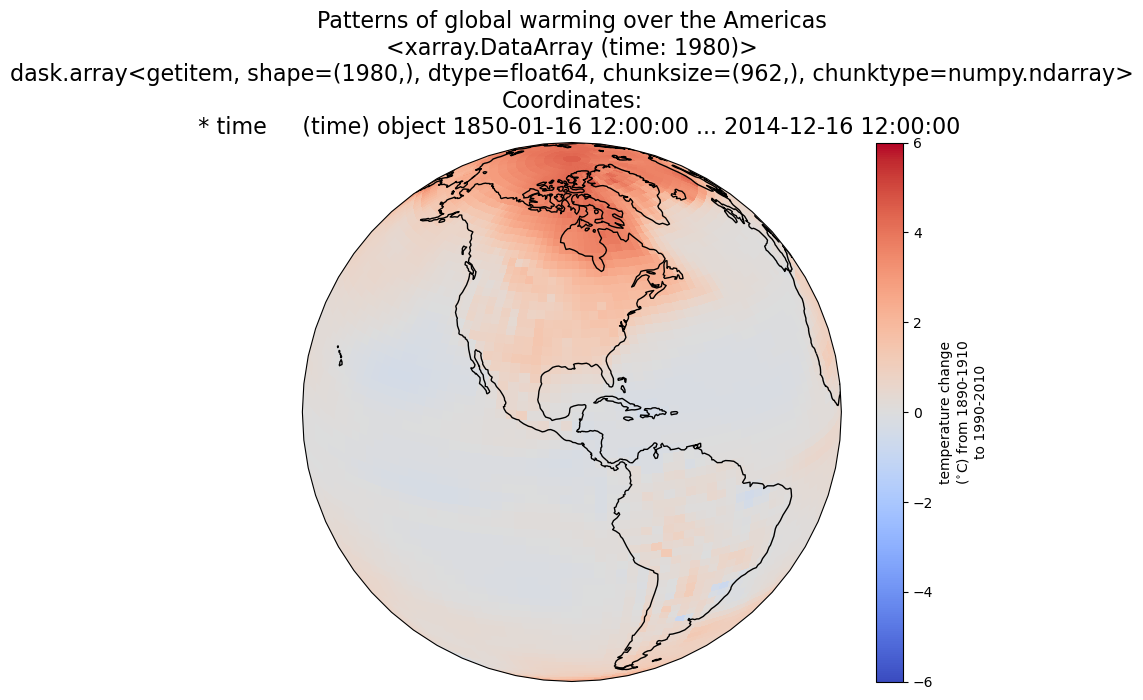 Patterns of global warming over the Americas
<xarray.DataArray (time: 1980)>
dask.array<getitem, shape=(1980,), dtype=float64, chunksize=(962,), chunktype=numpy.ndarray>
Coordinates:
* time     (time) object 1850-01-16 12:00:00 ... 2014-12-16 12:00:00
6
4
2
0
−2
−4
−6
temperature change
(°C) from 1890-1910
to 1990-2010